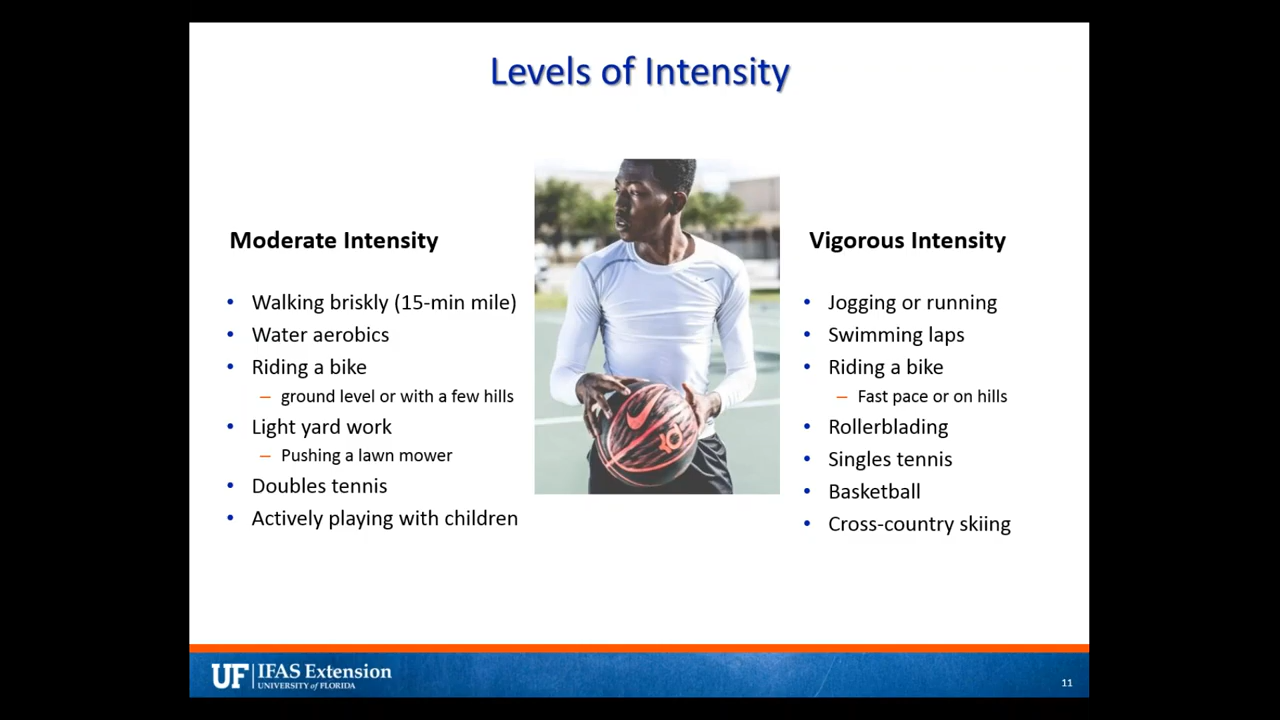 Levels of Intensity
Moderate Intensity
• Walking briskly (15-min mile)
• Water aerobics
• Riding a bike
– ground level or with a few hills
• Light yard work
– Pushing a lawn mower
• Doubles tennis
• Actively playing with children
Vigorous Intensity
• Jogging or running
• Swimming laps
• Riding a bike
– Fast pace or on hills
• Rollerblading
• Singles tennis
• Basketball
• Cross-country skiing
UF IFAS Extension
UNIVERSITY of FLORIDA
11